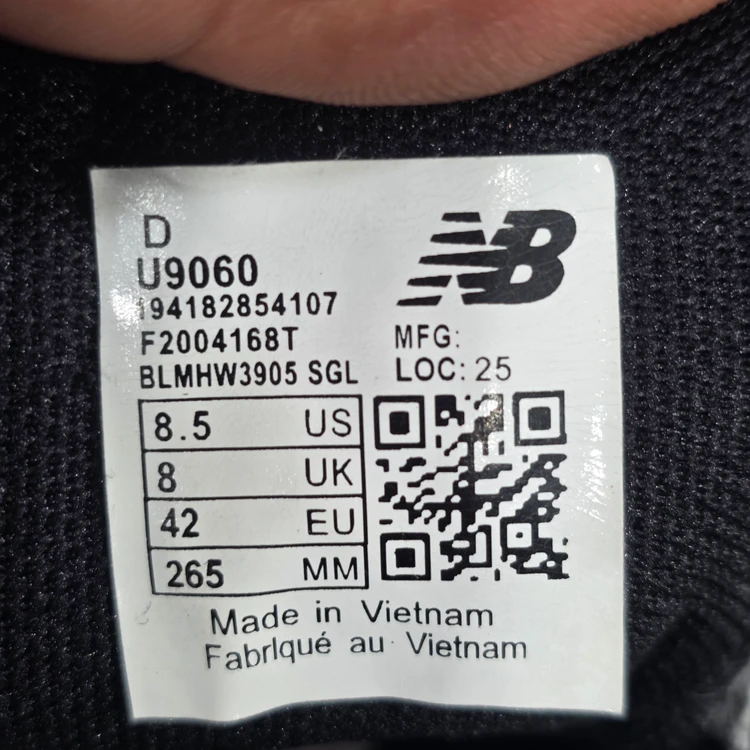 D
U9060
194182854107
F2004168T
BLMHW3905 SGL
NB
MFG:
LOC: 25
8.5 US
8 UK
42 EU
265 MM
Made in Vietnam
Fabrlqué au Vietnam